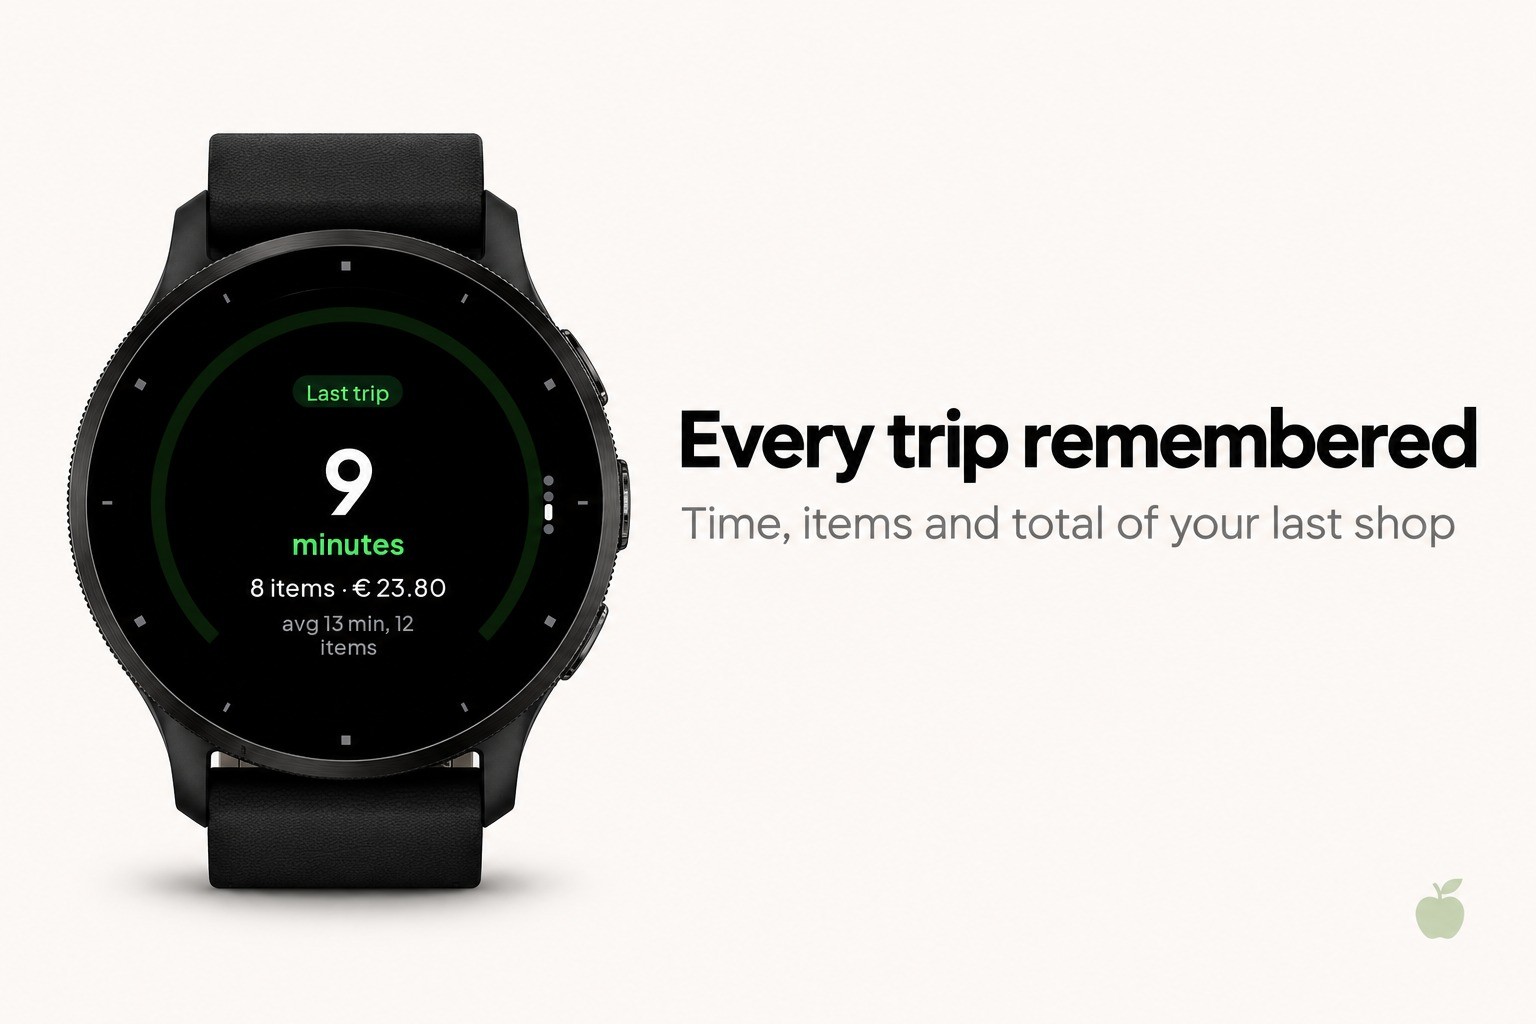 Last trip
9
minutes
8 items · € 23.80
avg 13 min, 12
items
Every trip remembered
Time, items and total of your last shop